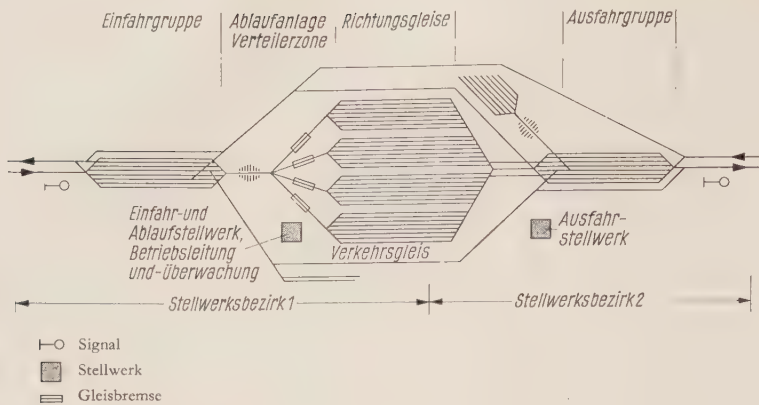 Einfahrgruppe
Ablaufanlage
Verteilerzone
Richtungsgleise
Ausfahrgruppe
Einfahr-und
Ablaufstellwerk,
Betriebsleitung
und-überwachung
Verkehrsgleis
Ausfahr-
stellwerk
Stellwerksbezirk 1
Stellwerksbezirk 2
Signal
Stellwerk
Gleisbremse